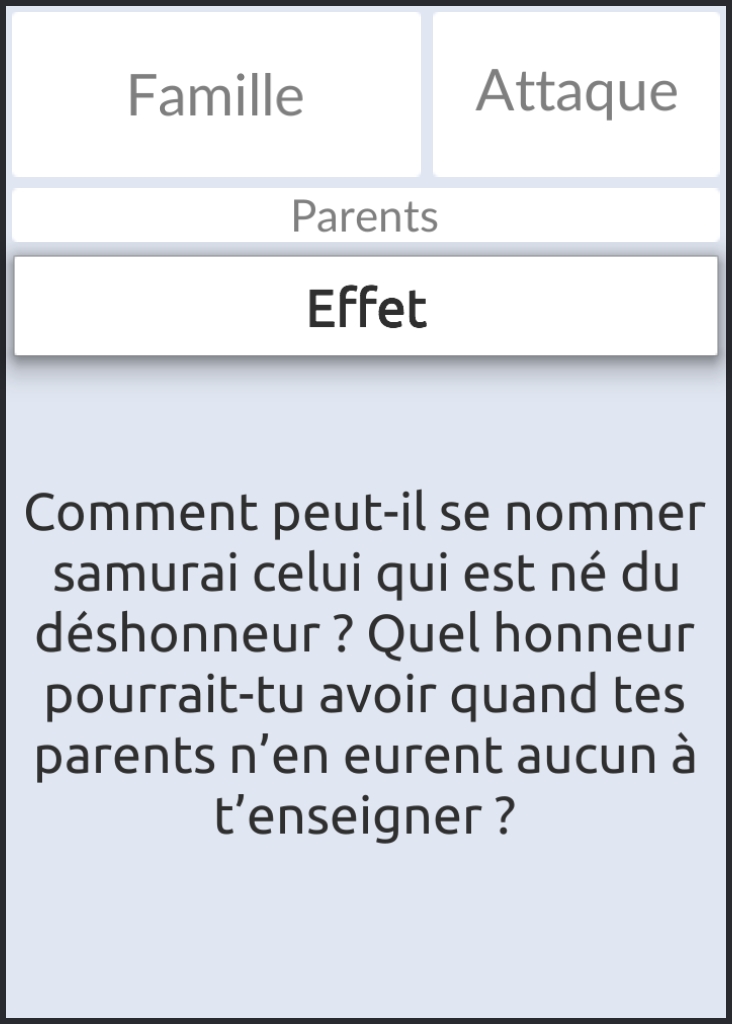 Famille
Attaque
Parents
Effet
Comment peut-il se nommer
samurai celui qui est né du
déshonneur ? Quel honneur
pourrait-tu avoir quand tes
parents n’en eurent aucun à
t’enseigner ?